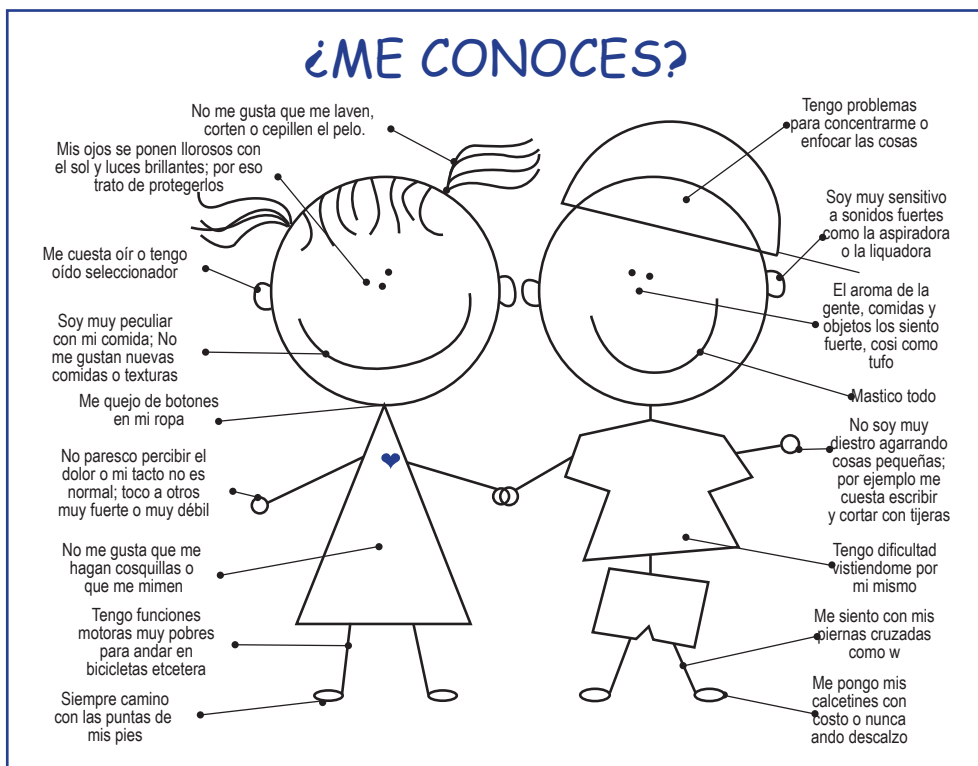 ¿ME CONOCES?
No me gusta que me laven,
corten o cepillen el pelo.
Mis ojos se ponen llorosos con
el sol y luces brillantes; por eso
trato de protegerlos
Me cuesta oír o tengo
oído seleccionador
Soy muy peculiar
con mi comida; No
me gustan nuevas
comidas o texturas
Me quejo de botones
en mi ropa
No paresco percibir el
dolor o mi tacto no es
normal; toco a otros
muy fuerte o muy débil
No me gusta que me
hagan cosquillas o
que me mimen
Tengo funciones
motoras muy pobres
para andar en
bicicletas etcetera
Siempre camino
con las puntas de
mis pies
Tengo problemas
para concentrarme o
enfocar las cosas
Soy muy sensitivo
a sonidos fuertes
como la aspiradora
o la liquadora
El aroma de la
gente, comidas y
objetos los siento
fuerte, cosi como
tufo
Mastico todo
No soy muy
diestro agarrando
cosas pequeñas;
por ejemplo me
cuesta escribir
y cortar con tijeras
Tengo dificultad
vistiendome por
mi mismo
Me siento con mis
piernas cruzadas
como w
Me pongo mis
calcetines con
costo o nunca
ando descalzo